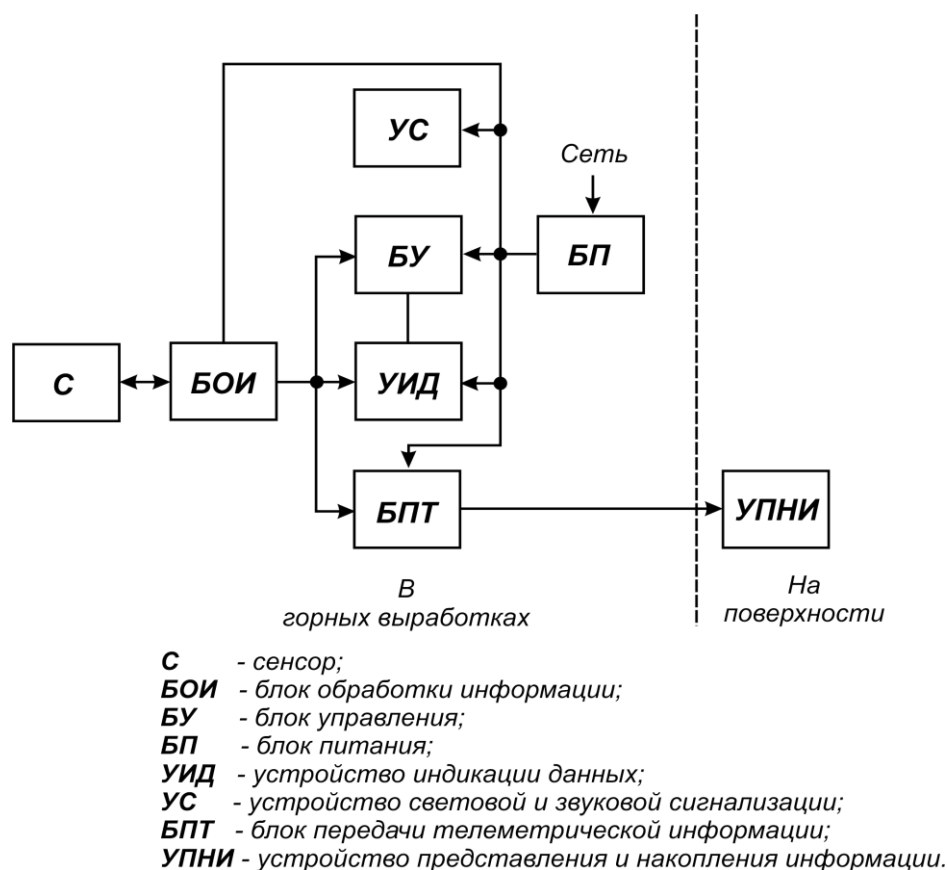 УС
Сеть
БУ
БП
С
БОИ
УИД
БПТ
УПНИ
В
горных выработках
На
поверхности
С - сенсор;
БОИ - блок обработки информации;
БУ - блок управления;
БП - блок питания;
УИД - устройство индикации данных;
УС - устройство световой и звуковой сигнализации;
БПТ - блок передачи телеметрической информации;
УПНИ - устройство представления и накопления информации.